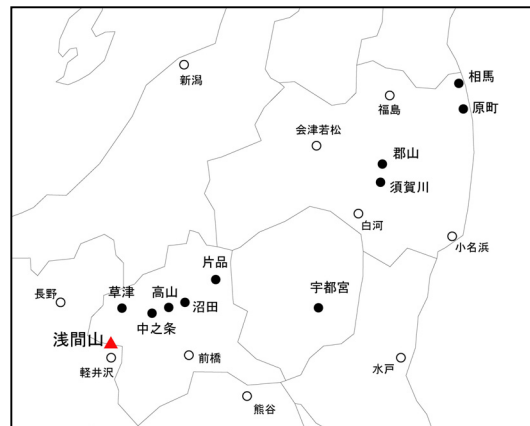 新潟
相馬
福島
原町
会津若松
郡山
須賀川
白河
小名浜
片品
長野
草津
高山
沼田
宇都宮
中之条
浅間山
軽井沢
前橋
水戸
熊谷